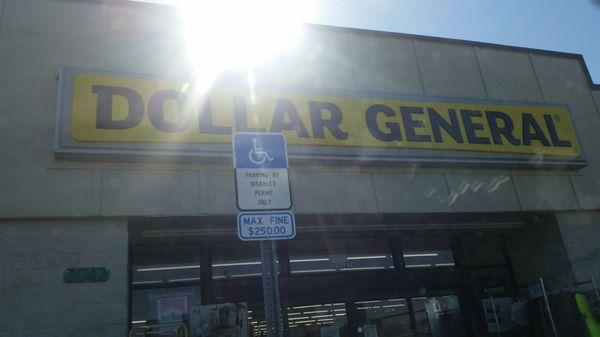 DOLLAR GENERAL
PARKING BY
DISABLED
PERMIT
ONLY
MAX FINE
$250.00